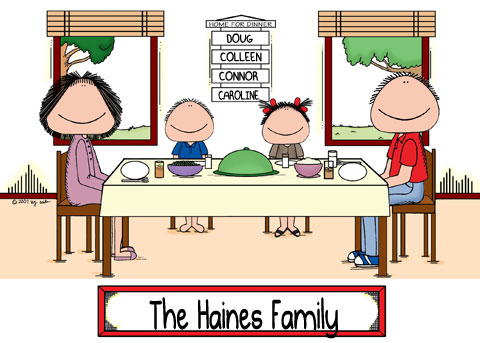 HOME FOR DINNER
DOUG
COLLEEN
CONNOR
CAROLINE
The Haines Family